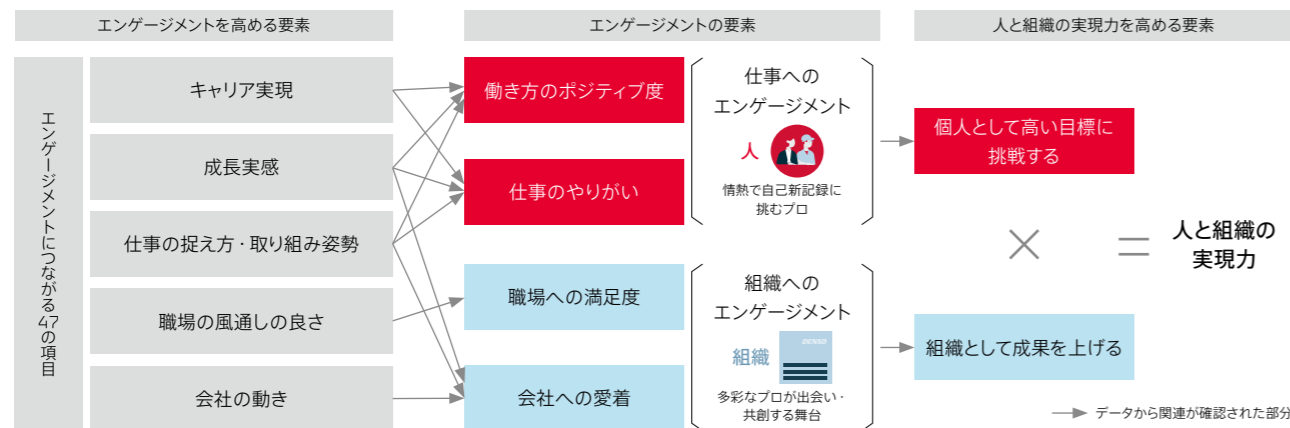 エンゲージメントを高める要素
エンゲージメントの要素
人と組織の実現力を高める要素
エンゲージメントにつながる47の項目
キャリア実現
成長実感
仕事の捉え方・取り組み姿勢
職場の風通しの良さ
会社の動き
働き方のポジティブ度
仕事のやりがい
職場への満足度
会社への愛着
仕事への
エンゲージメント
人
情熱で自己新記録に
挑むプロ
組織への
エンゲージメント
組織
DENSO
多彩なプロが出会い・
共創する舞台
個人として高い目標に
挑戦する
×
=
人と組織の
実現力
組織として成果を上げる
データから関連が確認された部分